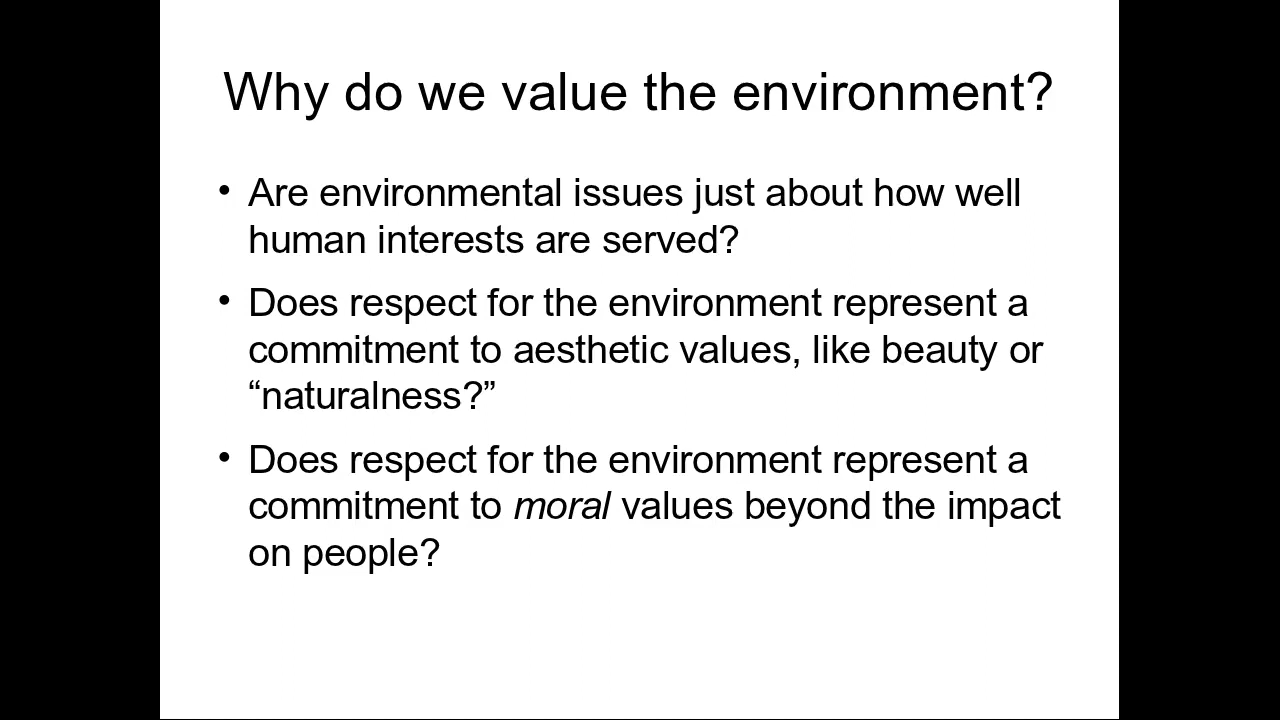 Why do we value the environment?
• Are environmental issues just about how well
human interests are served?
• Does respect for the environment represent a
commitment to aesthetic values, like beauty or
“naturalness?”
• Does respect for the environment represent a
commitment to moral values beyond the impact
on people?